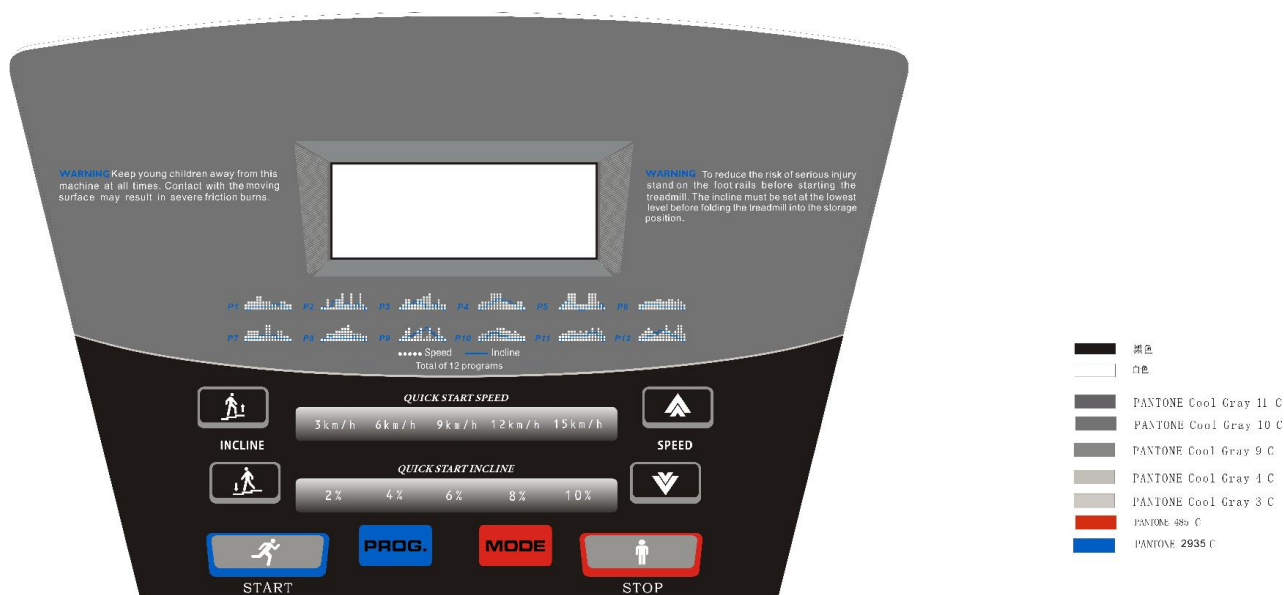 WARNING Keep young children away from this
machine at all times. Contact with the moving
surface may result in severe friction burns.
WARNING To reduce the risk of serious injury
stand on the foot rails before starting the
treadmill. The incline must be set at the lowest
level before folding the treadmill into the storage
position.
P1 P2 P3 P4 P5 P6
P7 P8 P9 P10 P11 P12
Speed Incline
Total of 12 programs
QUICK START SPEED
3km/h 6km/h 9km/h 12km/h 15km/h
INCLINE
SPEED
QUICK START INCLINE
2% 4% 6% 8% 10%
PROG.
MODE
START
STOP
黑色
白色
PANTONE Cool Gray 11 C
PANTONE Cool Gray 10 C
PANTONE Cool Gray 9 C
PANTONE Cool Gray 4 C
PANTONE Cool Gray 3 C
PANTONE 485 C
PANTONE 2935 C